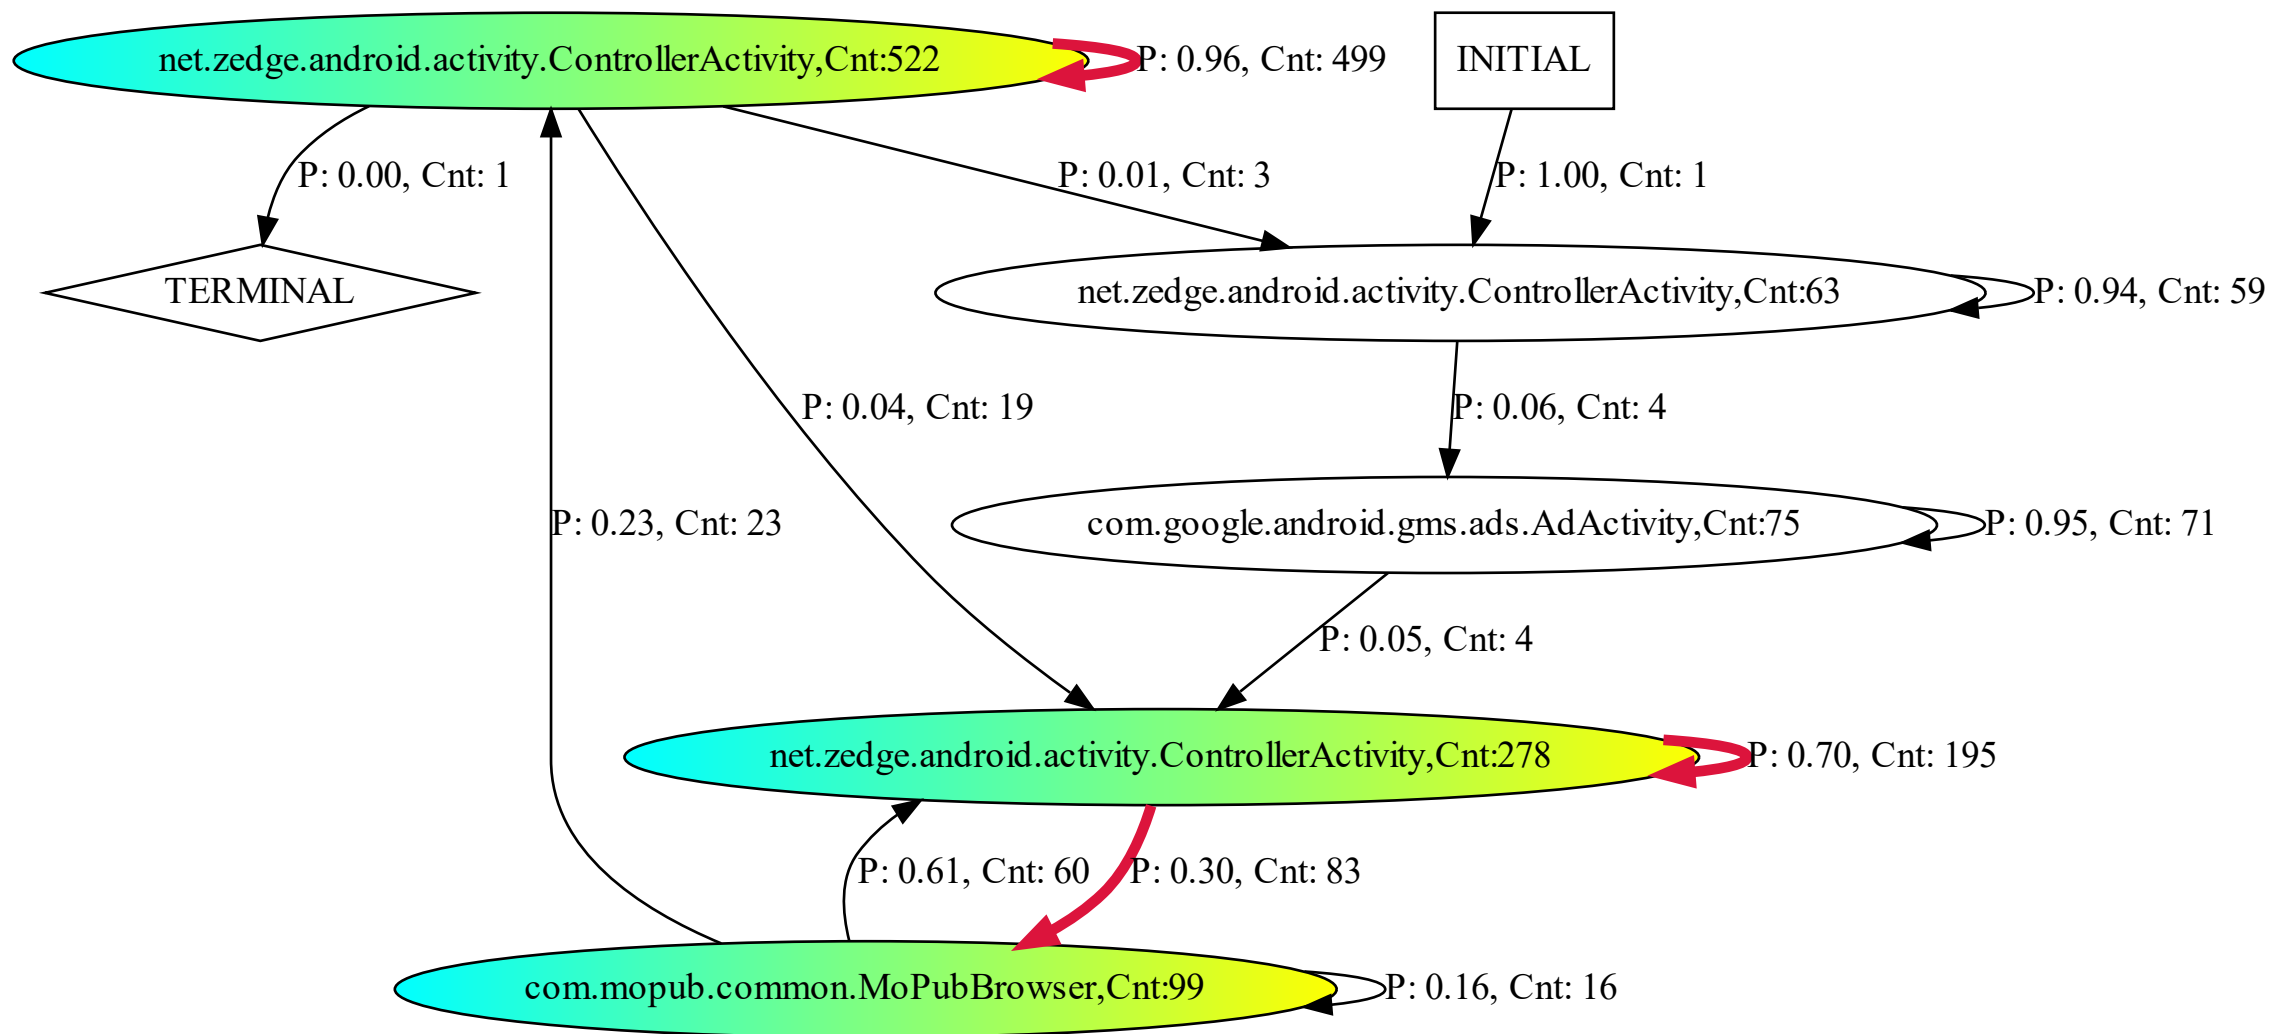 net.zedge.android.activity.ControllerActivity,Cnt:522
P: 0.96, Cnt: 499
INITIAL
P: 0.00, Cnt: 1
P: 0.01, Cnt: 3
P: 1.00, Cnt: 1
TERMINAL
net.zedge.android.activity.ControllerActivity,Cnt:63
P: 0.94, Cnt: 59
P: 0.04, Cnt: 19
P: 0.06, Cnt: 4
P: 0.23, Cnt: 23
com.google.android.gms.ads.AdActivity,Cnt:75
P: 0.95, Cnt: 71
P: 0.05, Cnt: 4
net.zedge.android.activity.ControllerActivity,Cnt:278
P: 0.70, Cnt: 195
P: 0.61, Cnt: 60
P: 0.30, Cnt: 83
com.mopub.common.MoPubBrowser,Cnt:99
P: 0.16, Cnt: 16